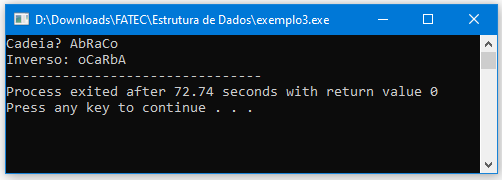 D:\Downloads\FATEC\Estrutura de Dados\exemplo3.exe
Cadeia? AbRaCo
Inverso: oCaRbA
--------------------------------
Process exited after 72.74 seconds with return value 0
Press any key to continue . . .